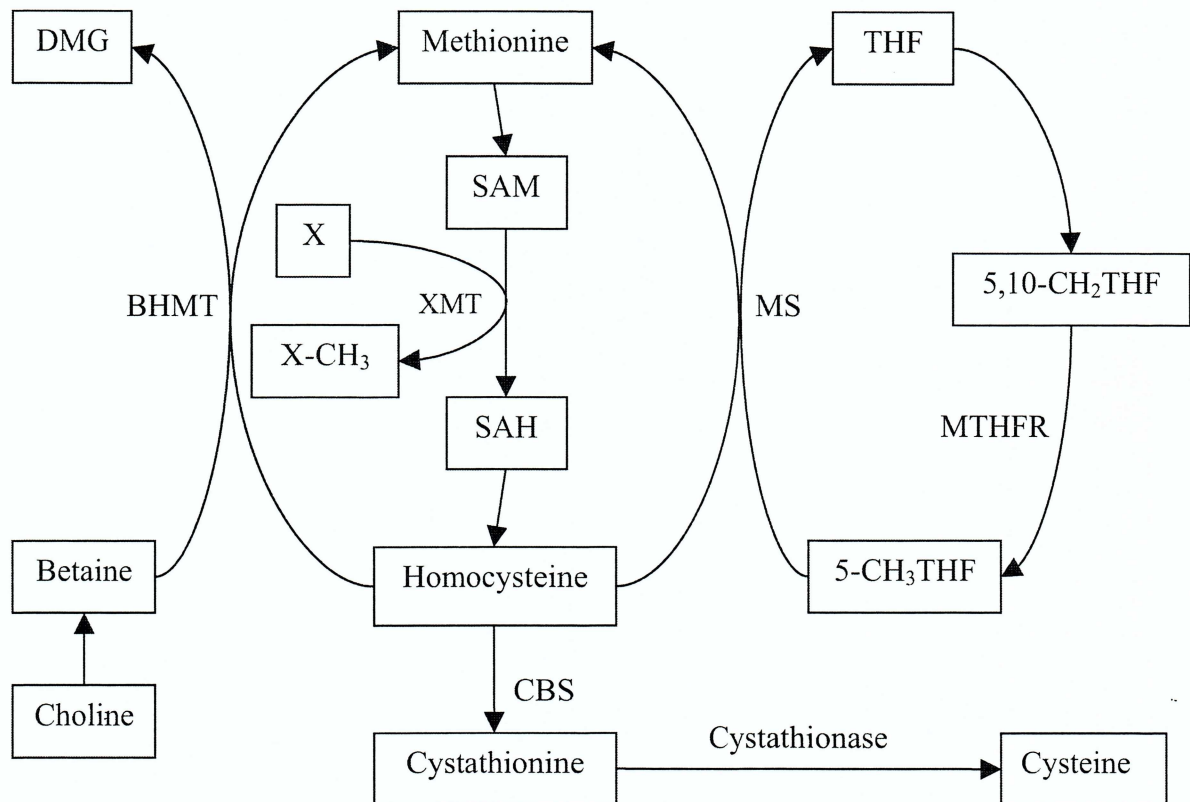 DMG
Methionine
THF
SAM
X
5,10-CH₂THF
BHMT
XMT
MS
X-CH₃
SAH
MTHFR
Betaine
Homocysteine
5-CH₃THF
CBS
Choline
Cystathionine
Cystathionase
Cysteine